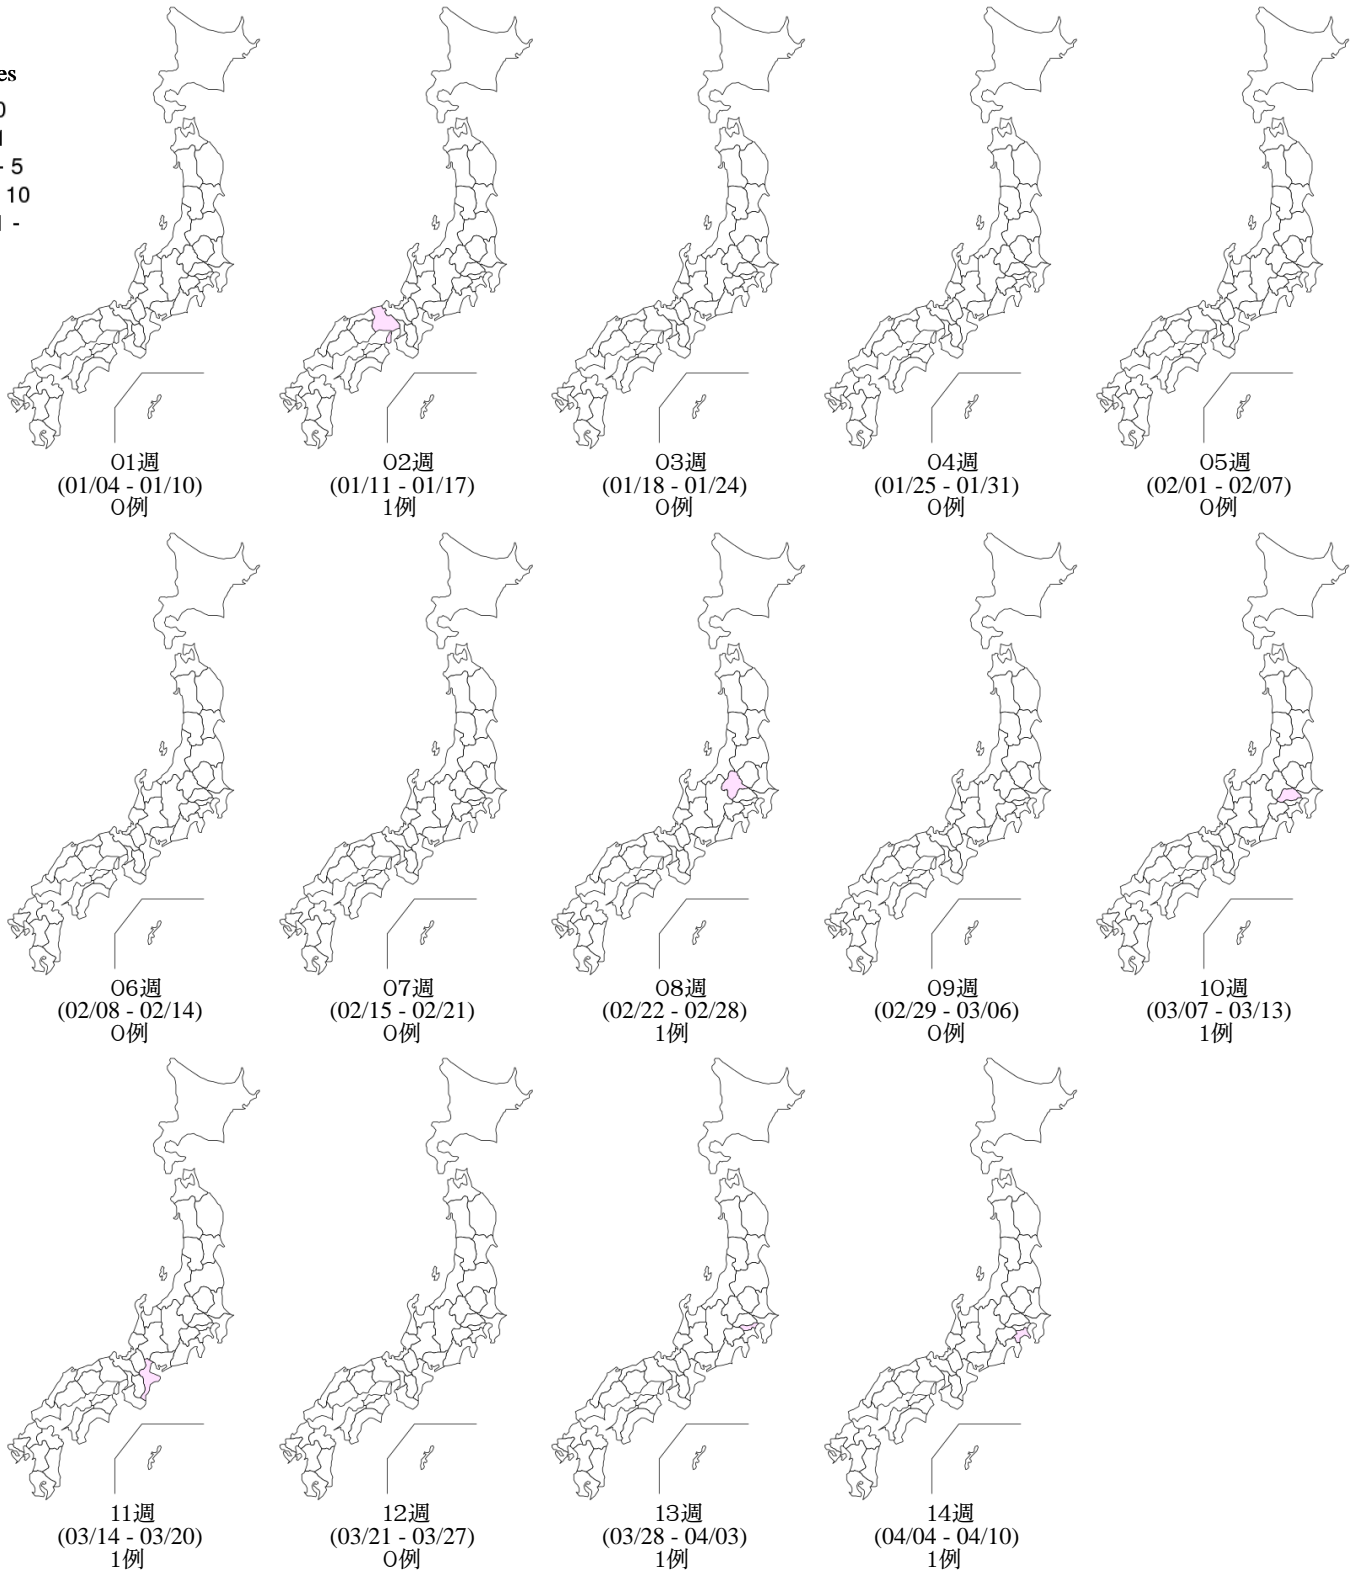 es
0
1
- 5
10
1 -
01週
(01/04 - 01/10)
0例
02週
(01/11 - 01/17)
1例
03週
(01/18 - 01/24)
0例
04週
(01/25 - 01/31)
0例
05週
(02/01 - 02/07)
0例
06週
(02/08 - 02/14)
0例
07週
(02/15 - 02/21)
0例
08週
(02/22 - 02/28)
1例
09週
(02/29 - 03/06)
0例
10週
(03/07 - 03/13)
1例
11週
(03/14 - 03/20)
1例
12週
(03/21 - 03/27)
0例
13週
(03/28 - 04/03)
1例
14週
(04/04 - 04/10)
1例